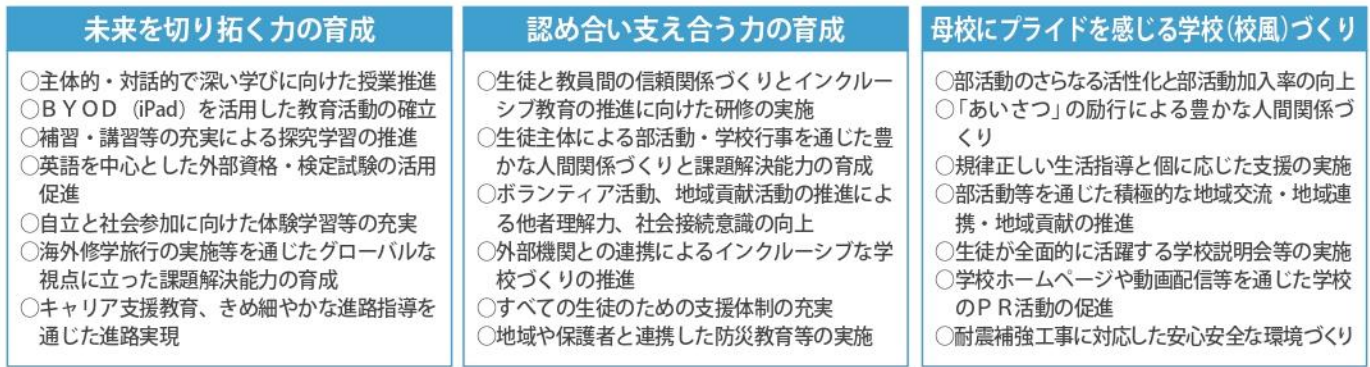 未来を切り拓く力の育成
○主体的・対話的で深い学びに向けた授業推進
○ＢＹＯＤ（iPad）を活用した教育活動の確立
○補習・講習等の充実による探究学習の推進
○英語を中心とした外部資格・検定試験の活用
促進
○自立と社会参加に向けた体験学習等の充実
○海外修学旅行の実施等を通じたグローバルな
視点に立った課題解決能力の育成
○キャリア支援教育、きめ細やかな進路指導を
通じた進路実現
認め合い支え合う力の育成
○生徒と教員間の信頼関係づくりとインクルー
シブ教育の推進に向けた研修の実施
○生徒主体による部活動・学校行事を通じた豊
かな人間関係づくりと課題解決能力の育成
○ボランティア活動、地域貢献活動の推進によ
る他者理解力、社会接続意識の向上
○外部機関との連携によるインクルーシブな学
校づくりの推進
○すべての生徒のための支援体制の充実
○地域や保護者と連携した防災教育等の実施
母校にプライドを感じる学校（校風）づくり
○部活動のさらなる活性化と部活動加入率の向上
○「あいさつ」の励行による豊かな人間関係づ
くり
○規律正しい生活指導と個に応じた支援の実施
○部活動等を通じた積極的な地域交流・地域連
携・地域貢献の推進
○生徒が全面的に活躍する学校説明会等の実施
○学校ホームページや動画配信等を通じた学校
のＰＲ活動の促進
○耐震補強工事に対応した安心安全な環境づくり